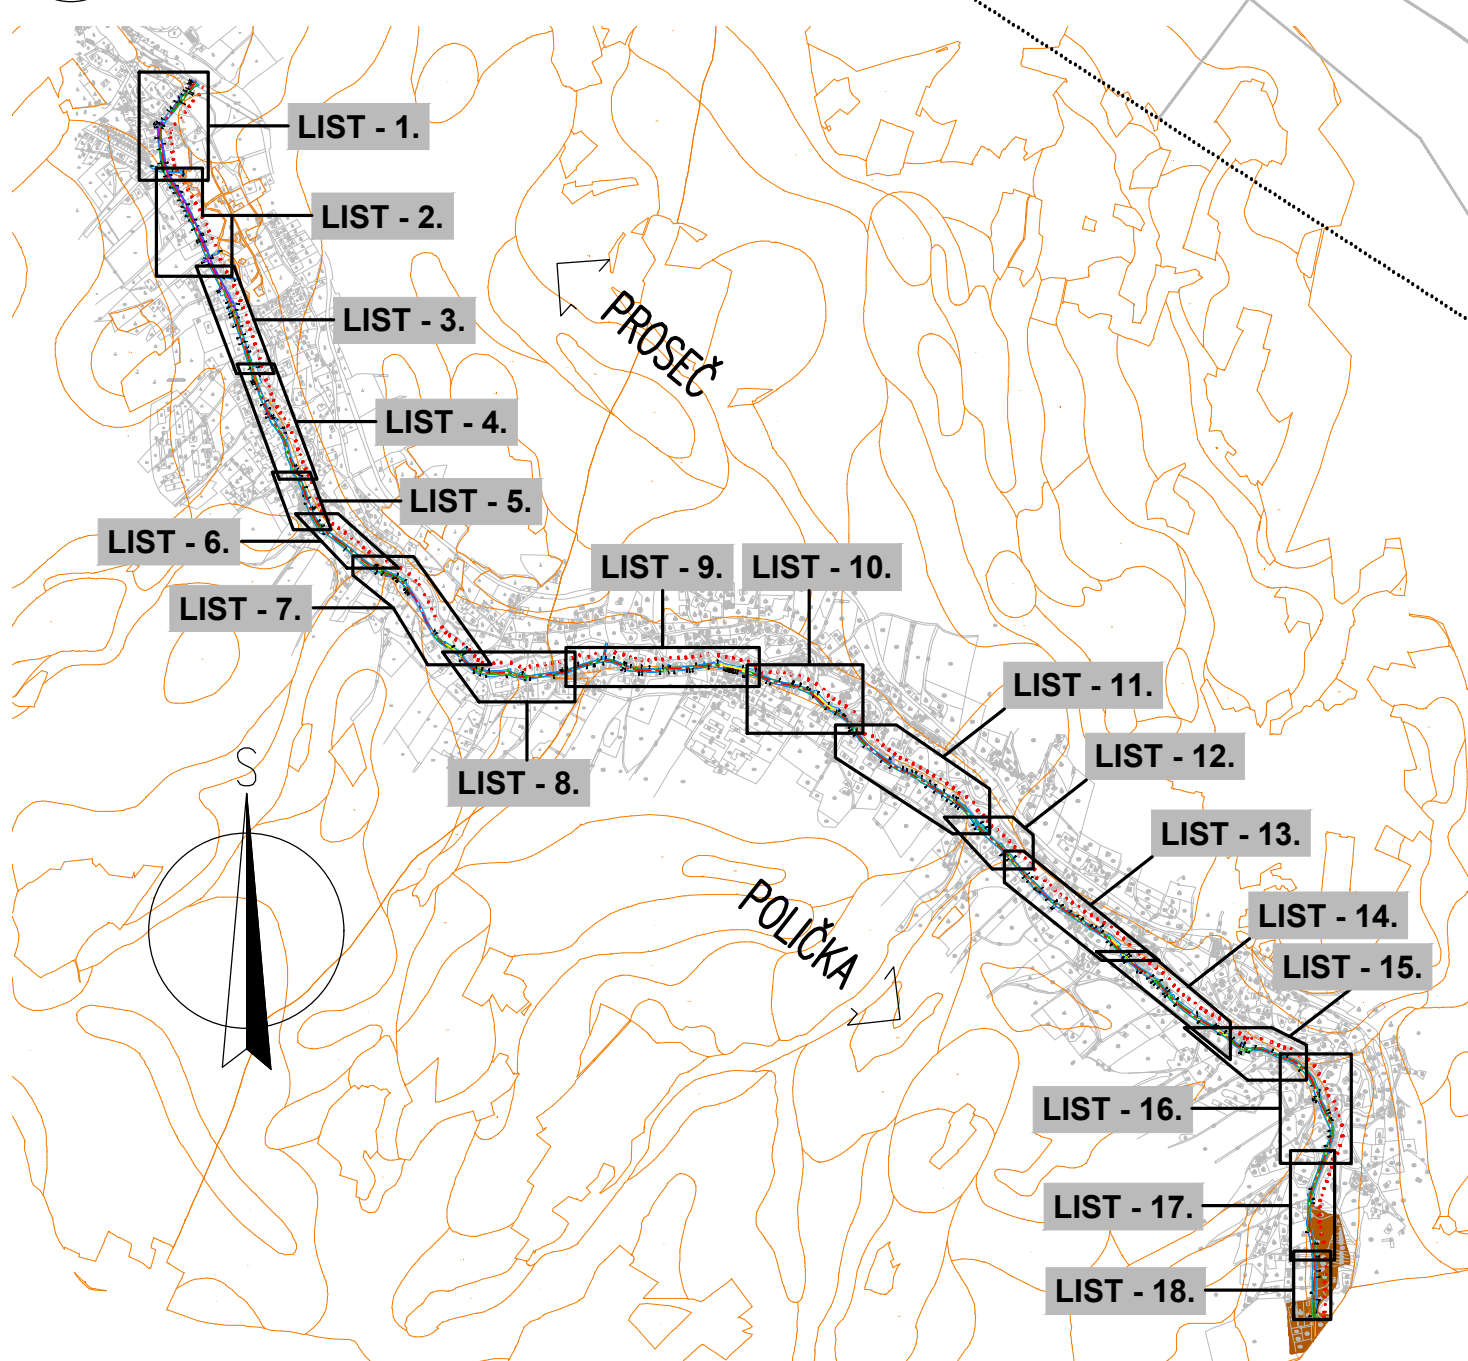 LIST - 1.
LIST - 2.
LIST - 3.
PROSEČ
LIST - 4.
LIST - 5.
LIST - 6.
LIST - 9.
LIST - 10.
LIST - 7.
LIST - 11.
LIST - 12.
S
LIST - 8.
LIST - 13.
POLIČKA
LIST - 14.
LIST - 15.
LIST - 16.
LIST - 17.
LIST - 18.